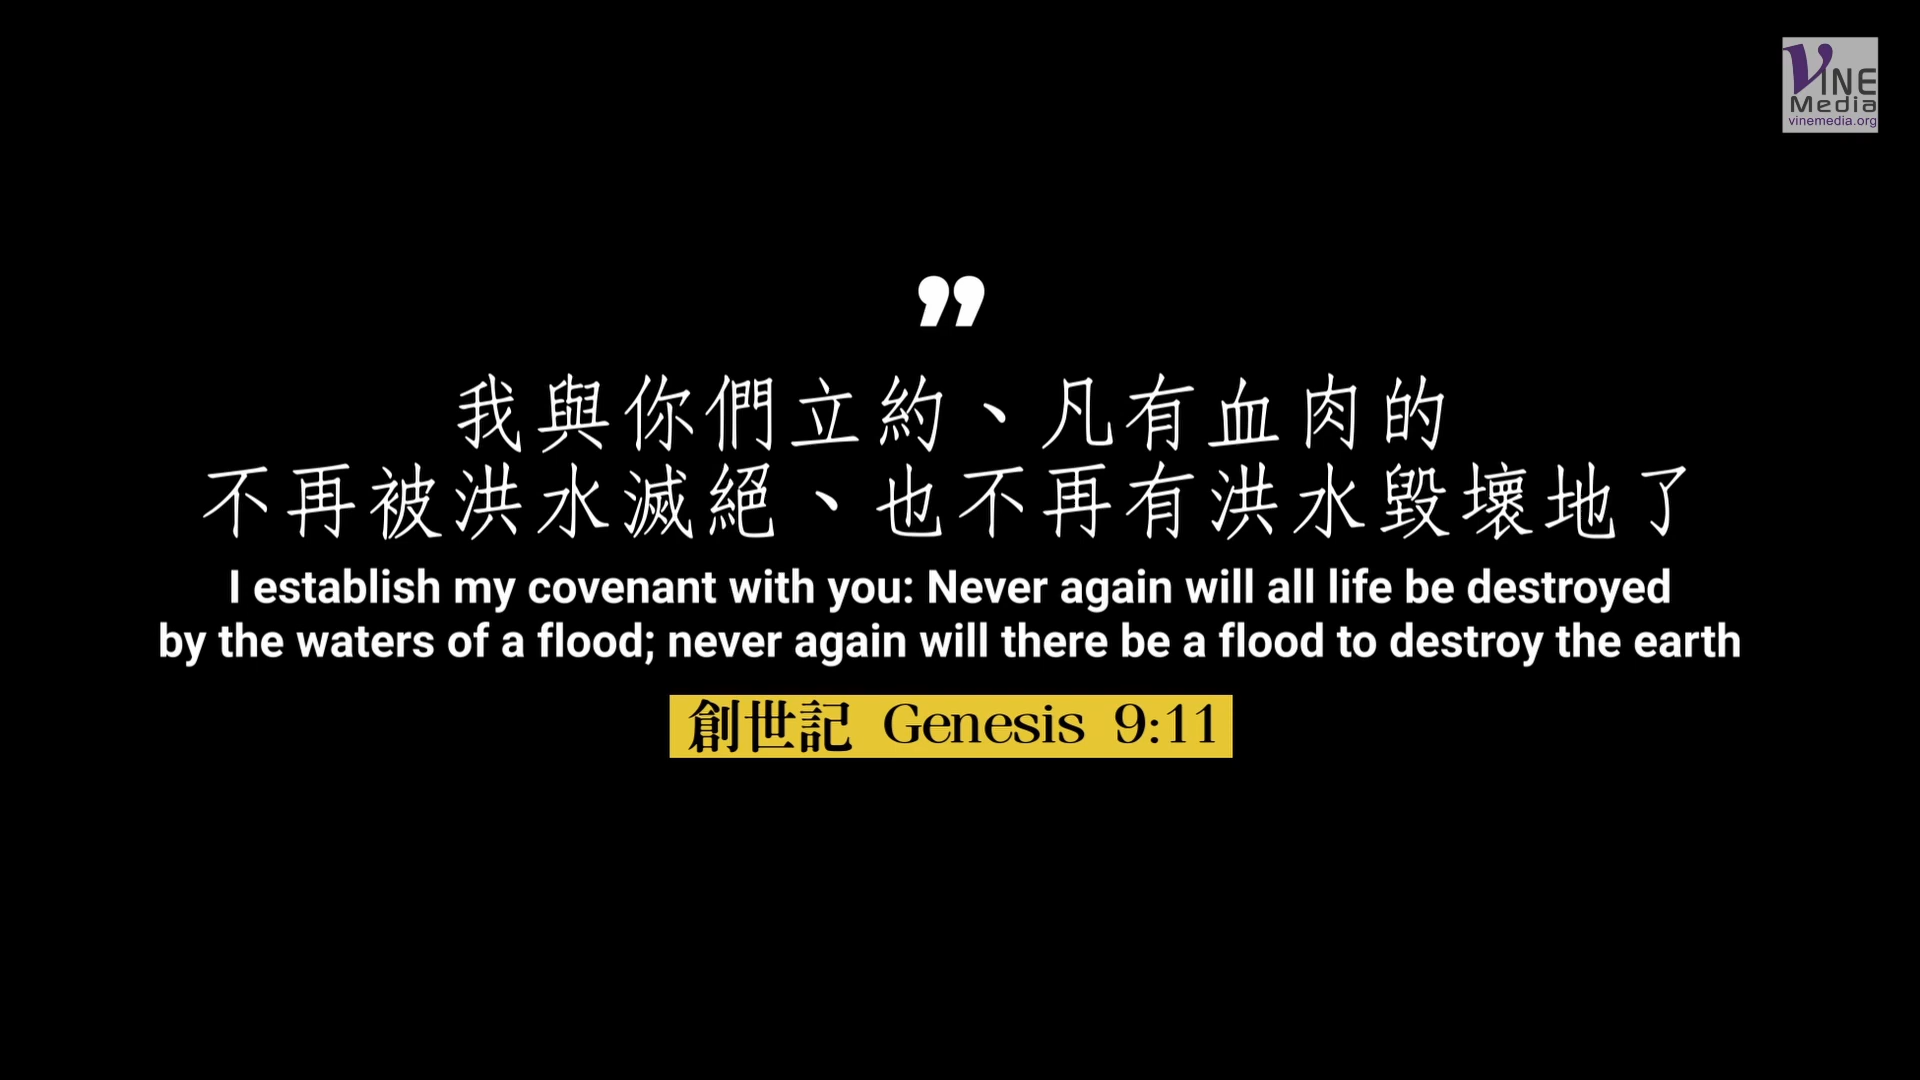 VINE
Media
vinemedia.org
”
我與你們立約、凡有血肉的
不再被洪水滅絕、也不再有洪水毀壞地了
I establish my covenant with you: Never again will all life be destroyed
by the waters of a flood; never again will there be a flood to destroy the earth
創世記 Genesis 9:11